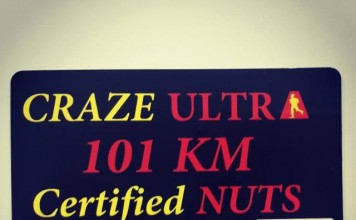 CRAZE ULTRA
101 KM
Certified NUTS